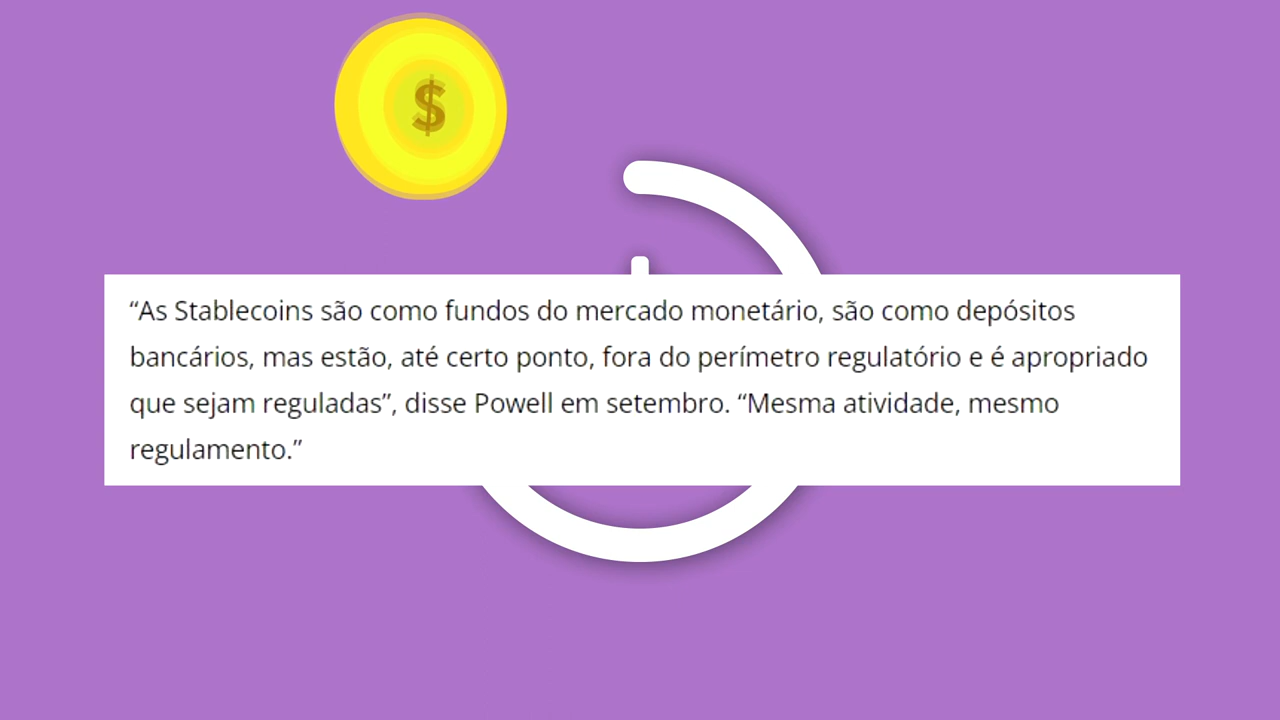 $
“As Stablecoins são como fundos do mercado monetário, são como depósitos
bancários, mas estão, até certo ponto, fora do perímetro regulatório e é apropriado
que sejam reguladas”, disse Powell em setembro. “Mesma atividade, mesmo
regulamento.”